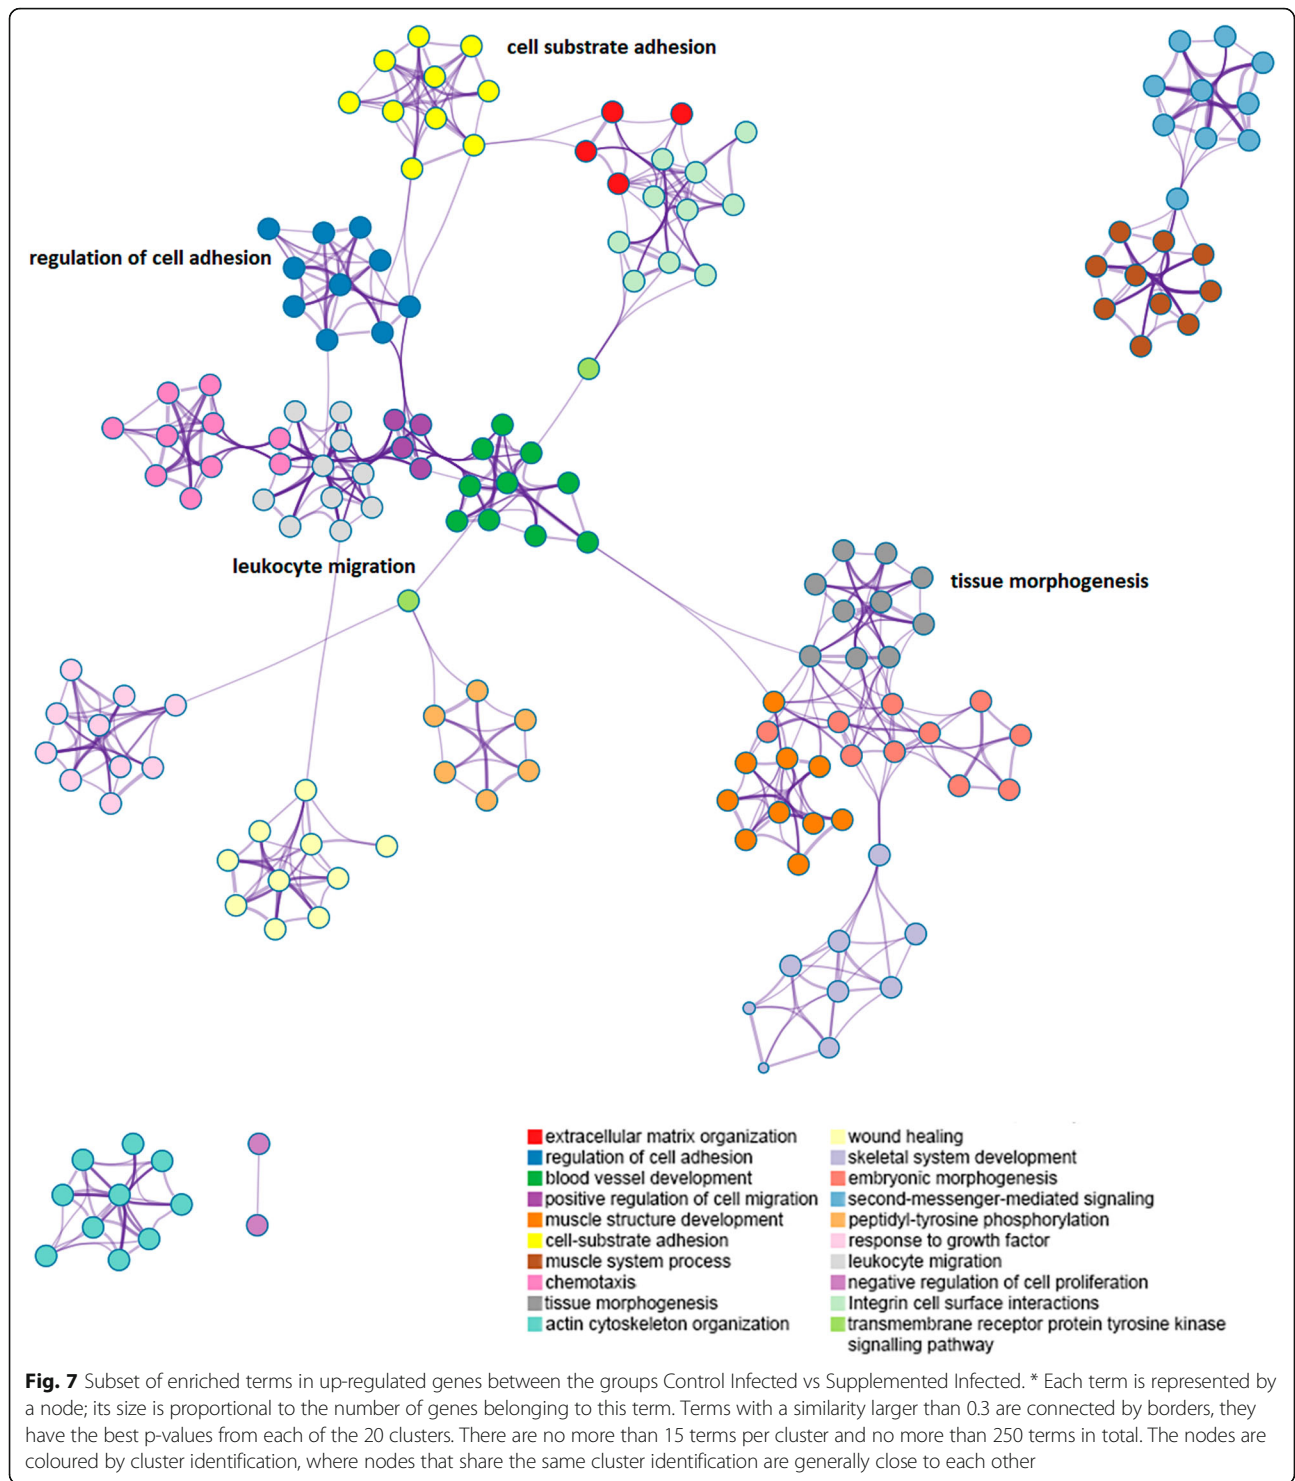 cell substrate adhesion
regulation of cell adhesion
leukocyte migration
tissue morphogenesis
extracellular matrix organization
regulation of cell adhesion
blood vessel development
positive regulation of cell migration
muscle structure development
cell-substrate adhesion
muscle system process
chemotaxis
tissue morphogenesis
actin cytoskeleton organization
wound healing
skeletal system development
embryonic morphogenesis
second-messenger-mediated signaling
peptidyl-tyrosine phosphorylation
response to growth factor
leukocyte migration
negative regulation of cell proliferation
Integrin cell surface interactions
transmembrane receptor protein tyrosine kinase
signalling pathway
Fig. 7 Subset of enriched terms in up-regulated genes between the groups Control Infected vs Supplemented Infected. * Each term is represented by
a node; its size is proportional to the number of genes belonging to this term. Terms with a similarity larger than 0.3 are connected by borders, they
have the best p-values from each of the 20 clusters. There are no more than 15 terms per cluster and no more than 250 terms in total. The nodes are
coloured by cluster identification, where nodes that share the same cluster identification are generally close to each other